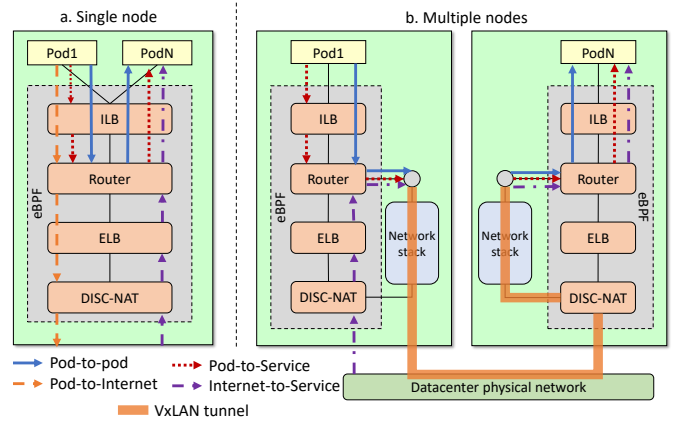 a. Single node
b. Multiple nodes
Pod1
PodN
ILB
Router
eBPF
ELB
DISC-NAT
Pod1
ILB
Router
eBPF
ELB
DISC-NAT
Network
stack
PodN
ILB
Router
eBPF
ELB
DISC-NAT
Network
stack
Pod-to-pod
Pod-to-Service
Pod-to-Internet
Internet-to-Service
VxLAN tunnel
Datacenter physical network